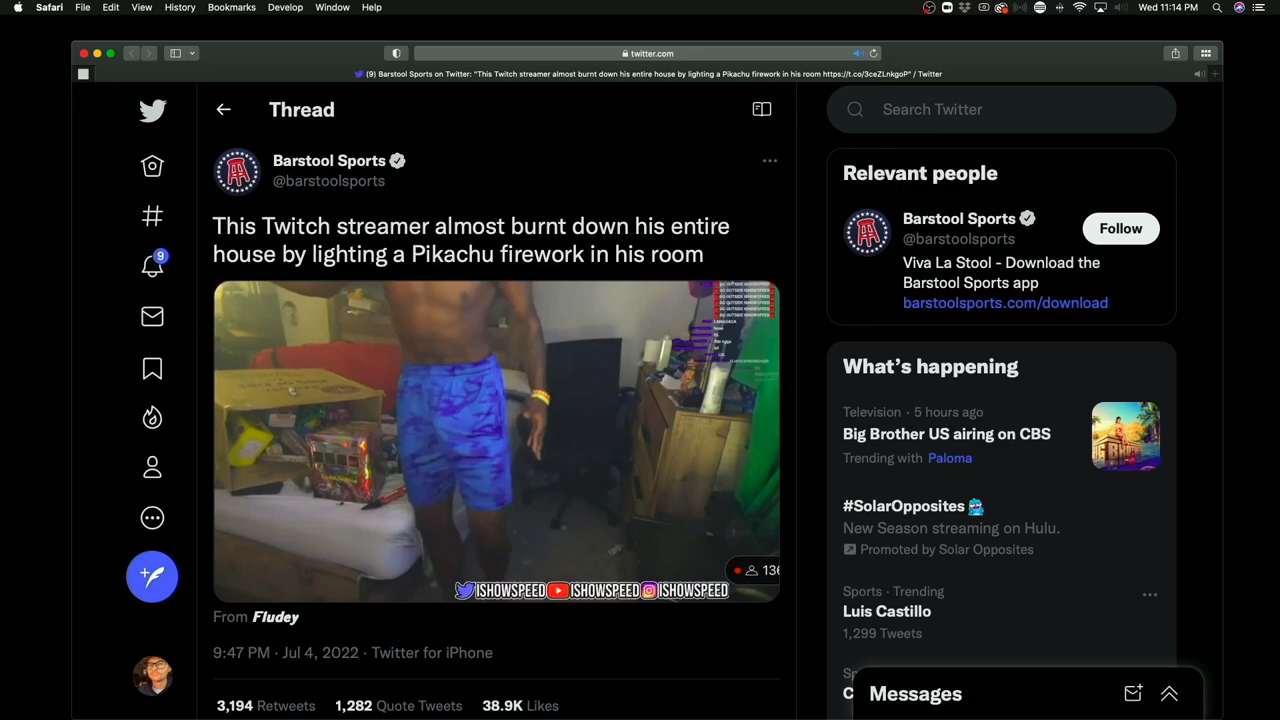 Safari File Edit View History Bookmarks Develop Window Help
Wed 11:14 PM
twitter.com
(9) Barstool Sports on Twitter: "This Twitch streamer almost burnt down his entire house by lighting a Pikachu firework in his room https://t.co/3ceZLnkgoP" / Twitter
Thread
Barstool Sports
@barstoolsports
This Twitch streamer almost burnt down his entire
house by lighting a Pikachu firework in his room
ISHOWSPEED ISHOWSPEED ISHOWSPEED
From Fludey
9:47 PM · Jul 4, 2022 · Twitter for iPhone
3,194 Retweets 1,282 Quote Tweets 38.9K Likes
9
Search Twitter
Relevant people
Barstool Sports
@barstoolsports
Follow
Viva La Stool - Download the
Barstool Sports app
barstoolsports.com/download
What's happening
Television · 5 hours ago
Big Brother US airing on CBS
Trending with Paloma
#SolarOpposites
New Season streaming on Hulu.
Promoted by Solar Opposites
Sports · Trending
Luis Castillo
1,299 Tweets
Messages